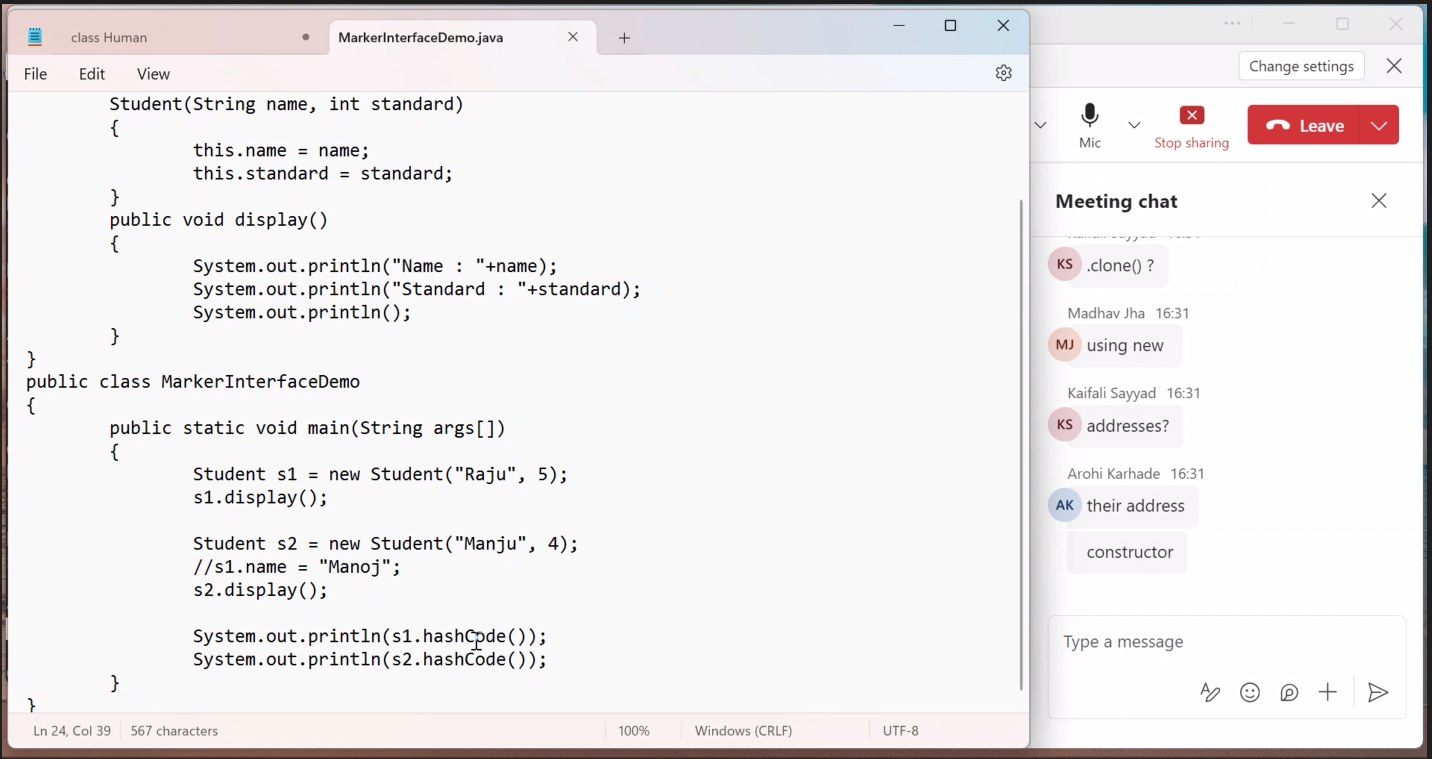 class Human
MarkerInterfaceDemo.java
File Edit View
Student(String name, int standard)
{
this.name = name;
this.standard = standard;
}
public void display()
{
System.out.println("Name : "+name);
System.out.println("Standard : "+standard);
System.out.println();
}
}
public class MarkerInterfaceDemo
{
public static void main(String args[])
{
Student s1 = new Student("Raju", 5);
s1.display();
Student s2 = new Student("Manju", 4);
//s1.name = "Manoj";
s2.display();
System.out.println(s1.hashCode());
System.out.println(s2.hashCode());
}
}
Ln 24, Col 39 567 characters 100% Windows (CRLF) UTF-8
Change settings
Mic
Stop sharing
Leave
Meeting chat
KS
.clone() ?
Madhav Jha 16:31
MJ
using new
Kaifali Sayyad 16:31
KS
addresses?
Arohi Karhade 16:31
AK
their address
constructor
Type a message